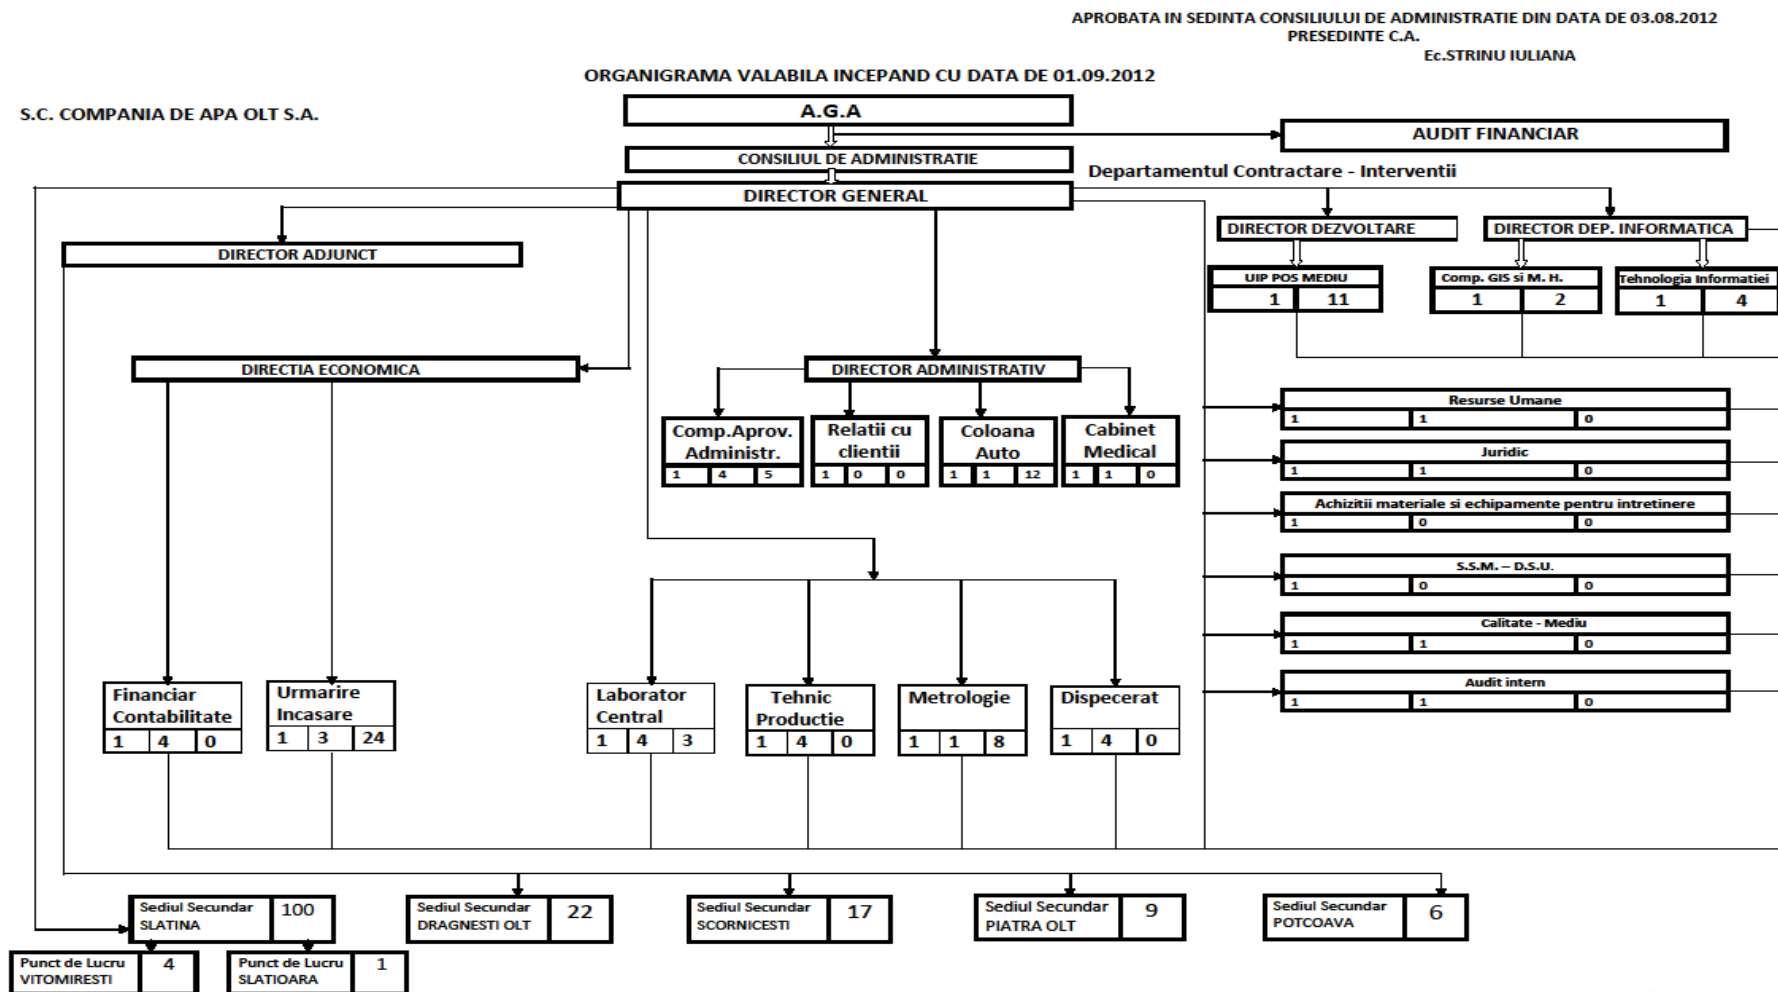 APROBATA IN SEDINTA CONSILIULUI DE ADMINISTRATIE DIN DATA DE 03.08.2012
PRESEDINTE C.A.
Ec.STRINU IULIANA
ORGANIGRAMA VALABILA INCEPAND CU DATA DE 01.09.2012
S.C. COMPANIA DE APA OLT S.A.
A.G.A
AUDIT FINANCIAR
CONSILIUL DE ADMINISTRATIE
Departamentul Contractare - Interventii
DIRECTOR GENERAL
DIRECTOR DEZVOLTARE
DIRECTOR DEP. INFORMATICA
DIRECTOR ADJUNCT
UIP POS MEDIU
1 11
Comp. GIS si M. H.
1 2
Tehnologia Informatiei
1 4
DIRECTIA ECONOMICA
DIRECTOR ADMINISTRATIV
Comp.Aprov.
Administr.
1 4 5
Relatii cu
clientii
1 0 0
Coloana
Auto
1 1 12
Cabinet
Medical
1 1 0
Resurse Umane
1 1 0
Juridic
1 1 0
Achizitii materiale si echipamente pentru intretinere
1 0 0
S.S.M. – D.S.U.
1 0 0
Calitate - Mediu
1 1 0
Audit intern
1 1 0
Financiar
Contabilitate
1 4 0
Urmarire
Incasare
1 3 24
Laborator
Central
1 4 3
Tehnic
Productie
1 4 0
Metrologie
1 1 8
Dispecerat
1 4 0
Sediul Secundar 100
SLATINA
Sediul Secundar 22
DRAGNESTI OLT
Sediul Secundar 17
SCORNICESTI
Sediul Secundar 9
PIATRA OLT
Sediul Secundar 6
POTCOAVA
Punct de Lucru 4
VITOMIRESTI
Punct de Lucru 1
SLATIOARA